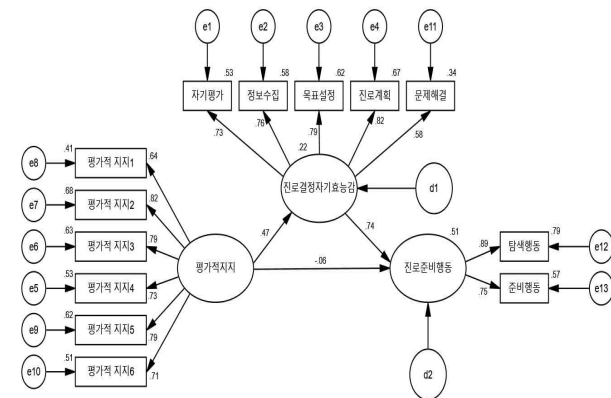 e1 e2 e3 e4 e11
.53 .58 .62 .67 .34
자기평가 정보수집 목표설정 진로계획 문제해결
.73 .76 .79 .82 .58
.22
진로결정자기효능감
d1
e8 .41 평가적 지지1 .64
e7 .68 평가적 지지2 .82
e6 .63 평가적 지지3 .79
e5 .53 평가적 지지4 .73
e9 .62 평가적 지지5 .79
e10 .51 평가적 지지6 .71
평가적지지
.47
.74
-.06
.51
진로준비행동
.89 탐색행동 .79 e12
.75 준비행동 .57 e13
d2